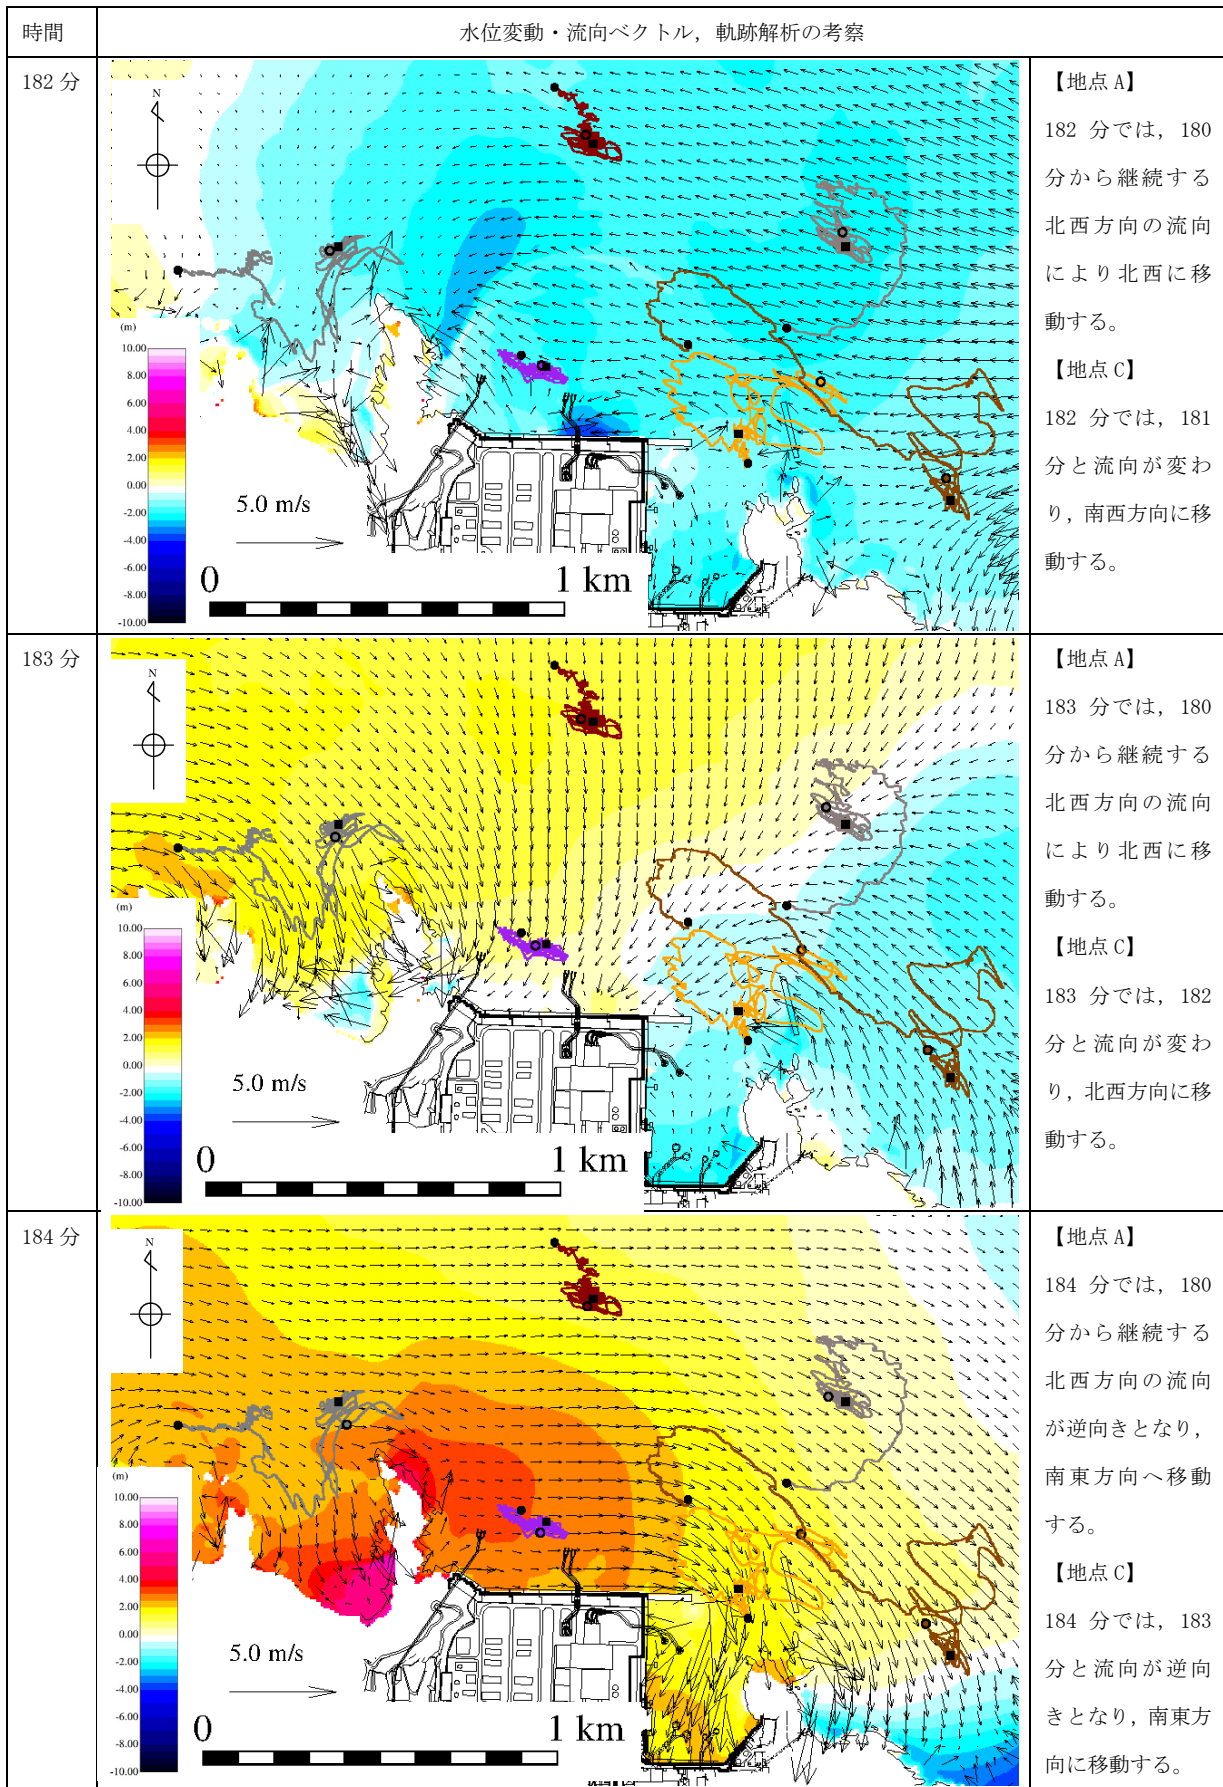 時間
水位変動・流向ベクトル，軌跡解析の考察
182 分
N
(m)
10.00
8.00
6.00
4.00
2.00
0.00
-2.00
-4.00
-6.00
-8.00
-10.00
5.0 m/s
0 1 km
【地点 A】
182 分では，180
分から継続する
北西方向の流向
により北西に移
動する。
【地点 C】
182 分では，181
分と流向が変わ
り，南西方向に移
動する。
183 分
N
(m)
10.00
8.00
6.00
4.00
2.00
0.00
-2.00
-4.00
-6.00
-8.00
-10.00
5.0 m/s
0 1 km
【地点 A】
183 分では，180
分から継続する
北西方向の流向
により北西に移
動する。
【地点 C】
183 分では，182
分と流向が変わ
り，北西方向に移
動する。
184 分
N
(m)
10.00
8.00
6.00
4.00
2.00
0.00
-2.00
-4.00
-6.00
-8.00
-10.00
5.0 m/s
0 1 km
【地点 A】
184 分では，180
分から継続する
北西方向の流向
が逆向きとなり，
南東方向へ移動
する。
【地点 C】
184 分では，183
分と流向が逆向
きとなり，南東方
向に移動する。